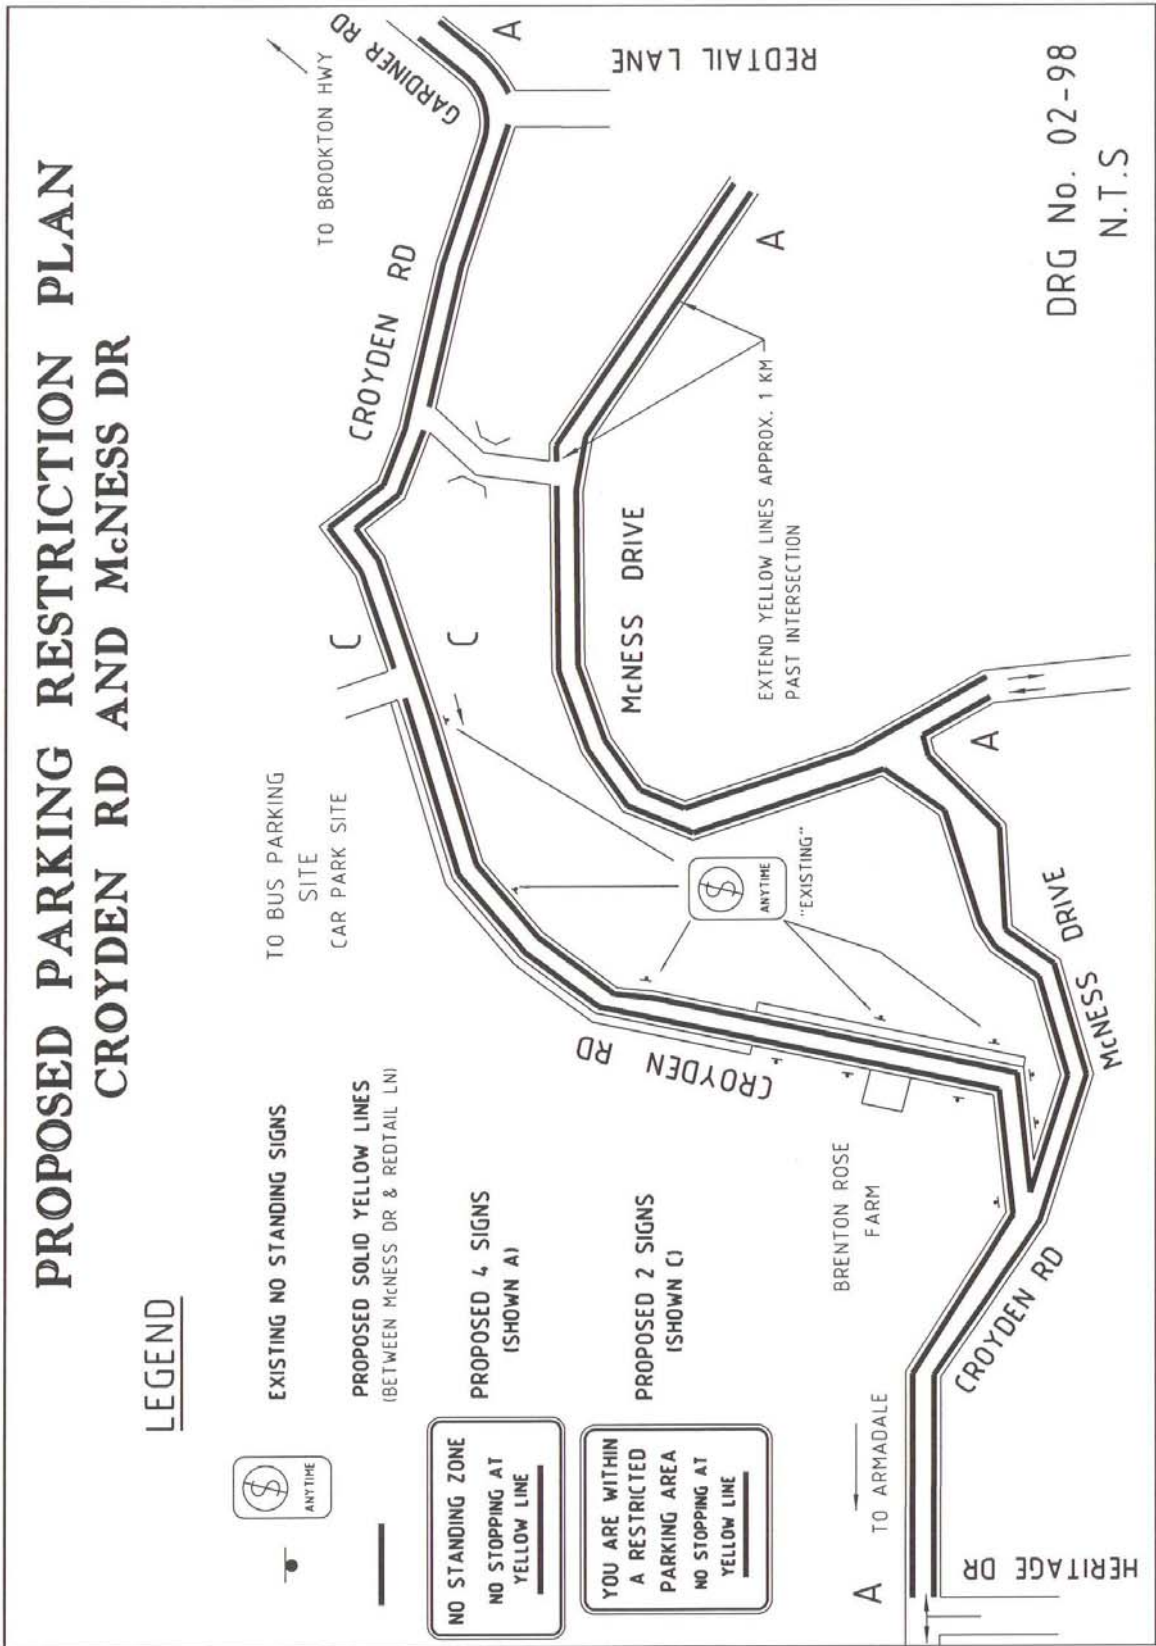 PROPOSED PARKING RESTRICTION PLAN
CROYDEN RD AND McNESS DR
LEGEND
S
ANYTIME
EXISTING NO STANDING SIGNS
PROPOSED SOLID YELLOW LINES
(BETWEEN McNESS DR & REDTAIL LN)
NO STANDING ZONE
NO STOPPING AT
YELLOW LINE
PROPOSED 4 SIGNS
(SHOWN A)
YOU ARE WITHIN
A RESTRICTED
PARKING AREA
NO STOPPING AT
YELLOW LINE
PROPOSED 2 SIGNS
(SHOWN C)
TO BUS PARKING
SITE
CAR PARK SITE
C
C
CROYDEN RD
TO BROOKTON HWY
GARDINER RD
A
REDTAIL LANE
A
McNESS DRIVE
EXTEND YELLOW LINES APPROX. 1 KM
PAST INTERSECTION
S
ANYTIME
"EXISTING"
CROYDEN RD
BRENTON ROSE
FARM
A
McNESS DRIVE
CROYDEN RD
TO ARMADALE
A
HERITAGE DR
DRG No. 02-98
N.T.S